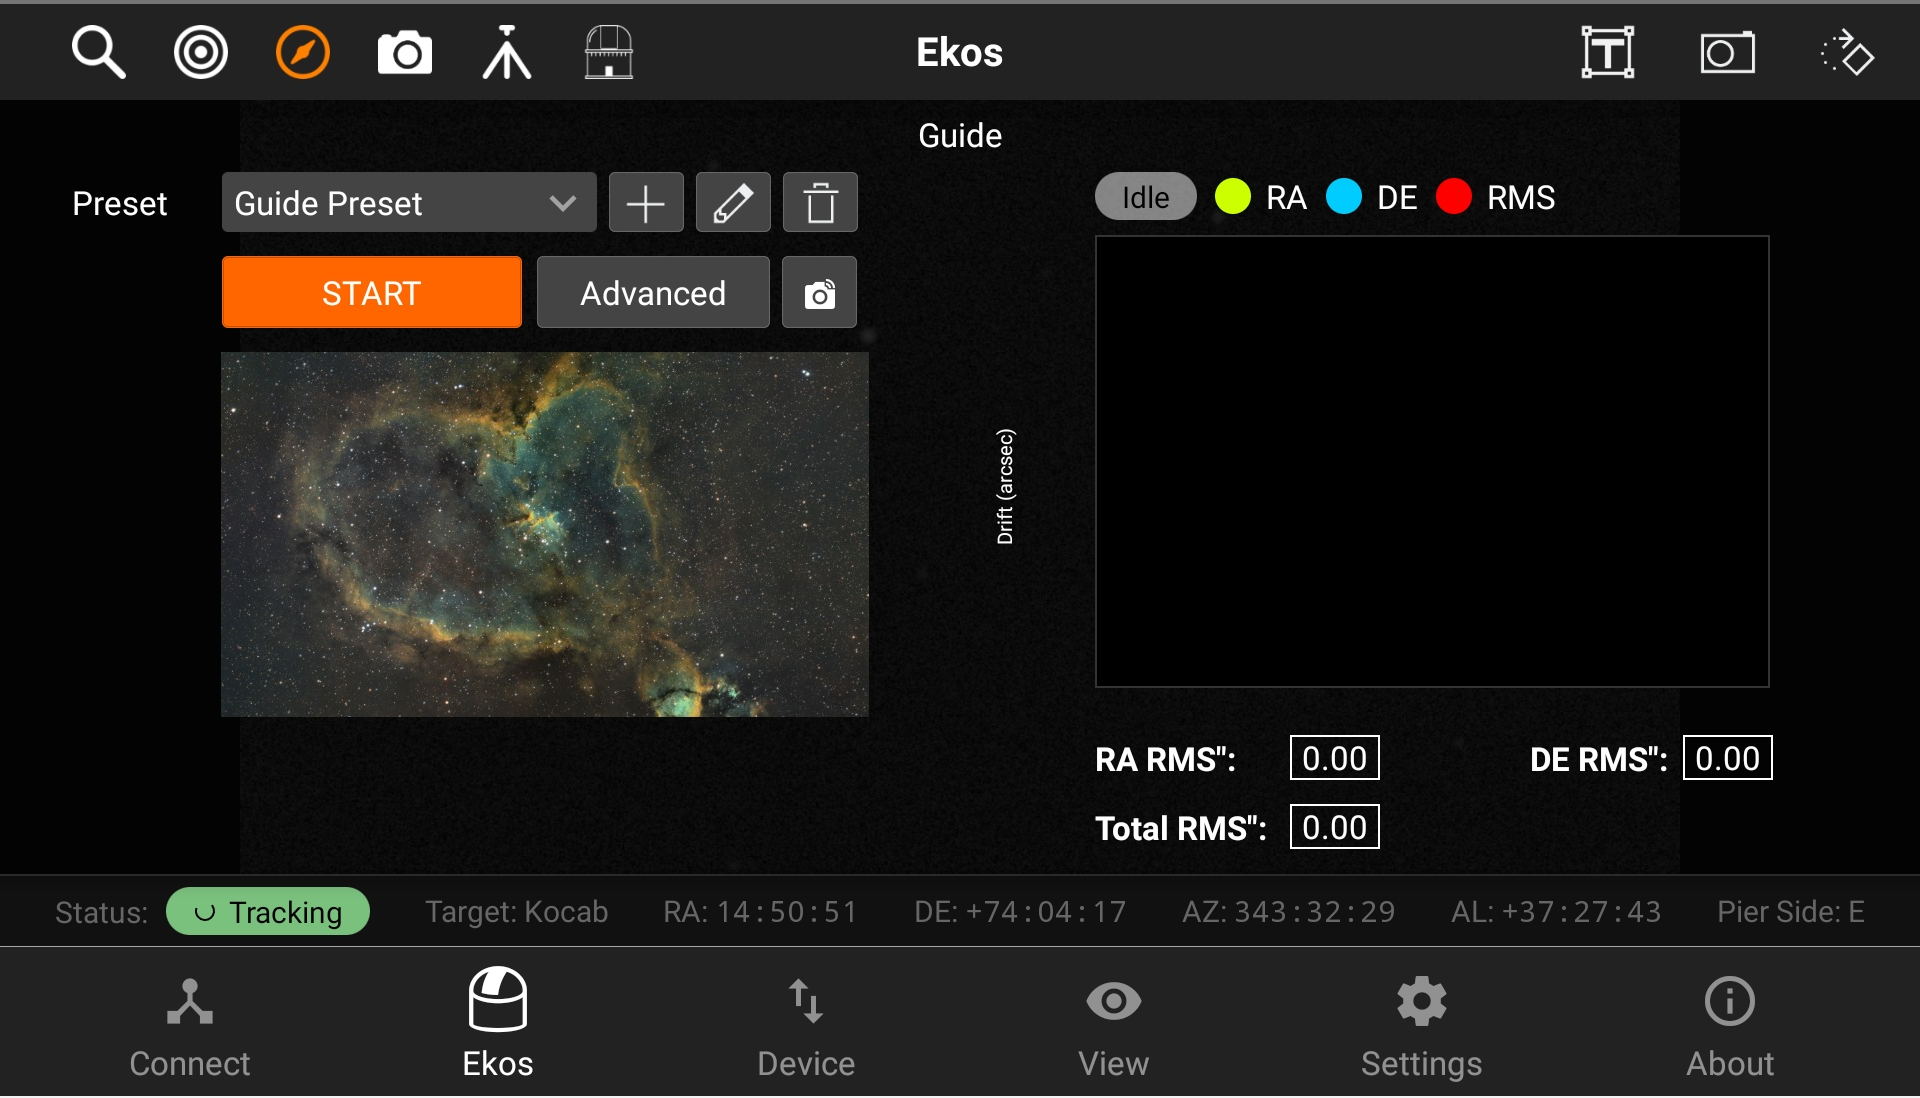 Ekos
Guide
Preset
Guide Preset
START
Advanced
Idle
RA
DE
RMS
Drift (arcsec)
RA RMS": 0.00
DE RMS": 0.00
Total RMS": 0.00
Status: Tracking Target: Kocab RA: 14:50:51 DE: +74:04:17 AZ: 343:32:29 AL: +37:27:43 Pier Side: E
Connect
Ekos
Device
View
Settings
About